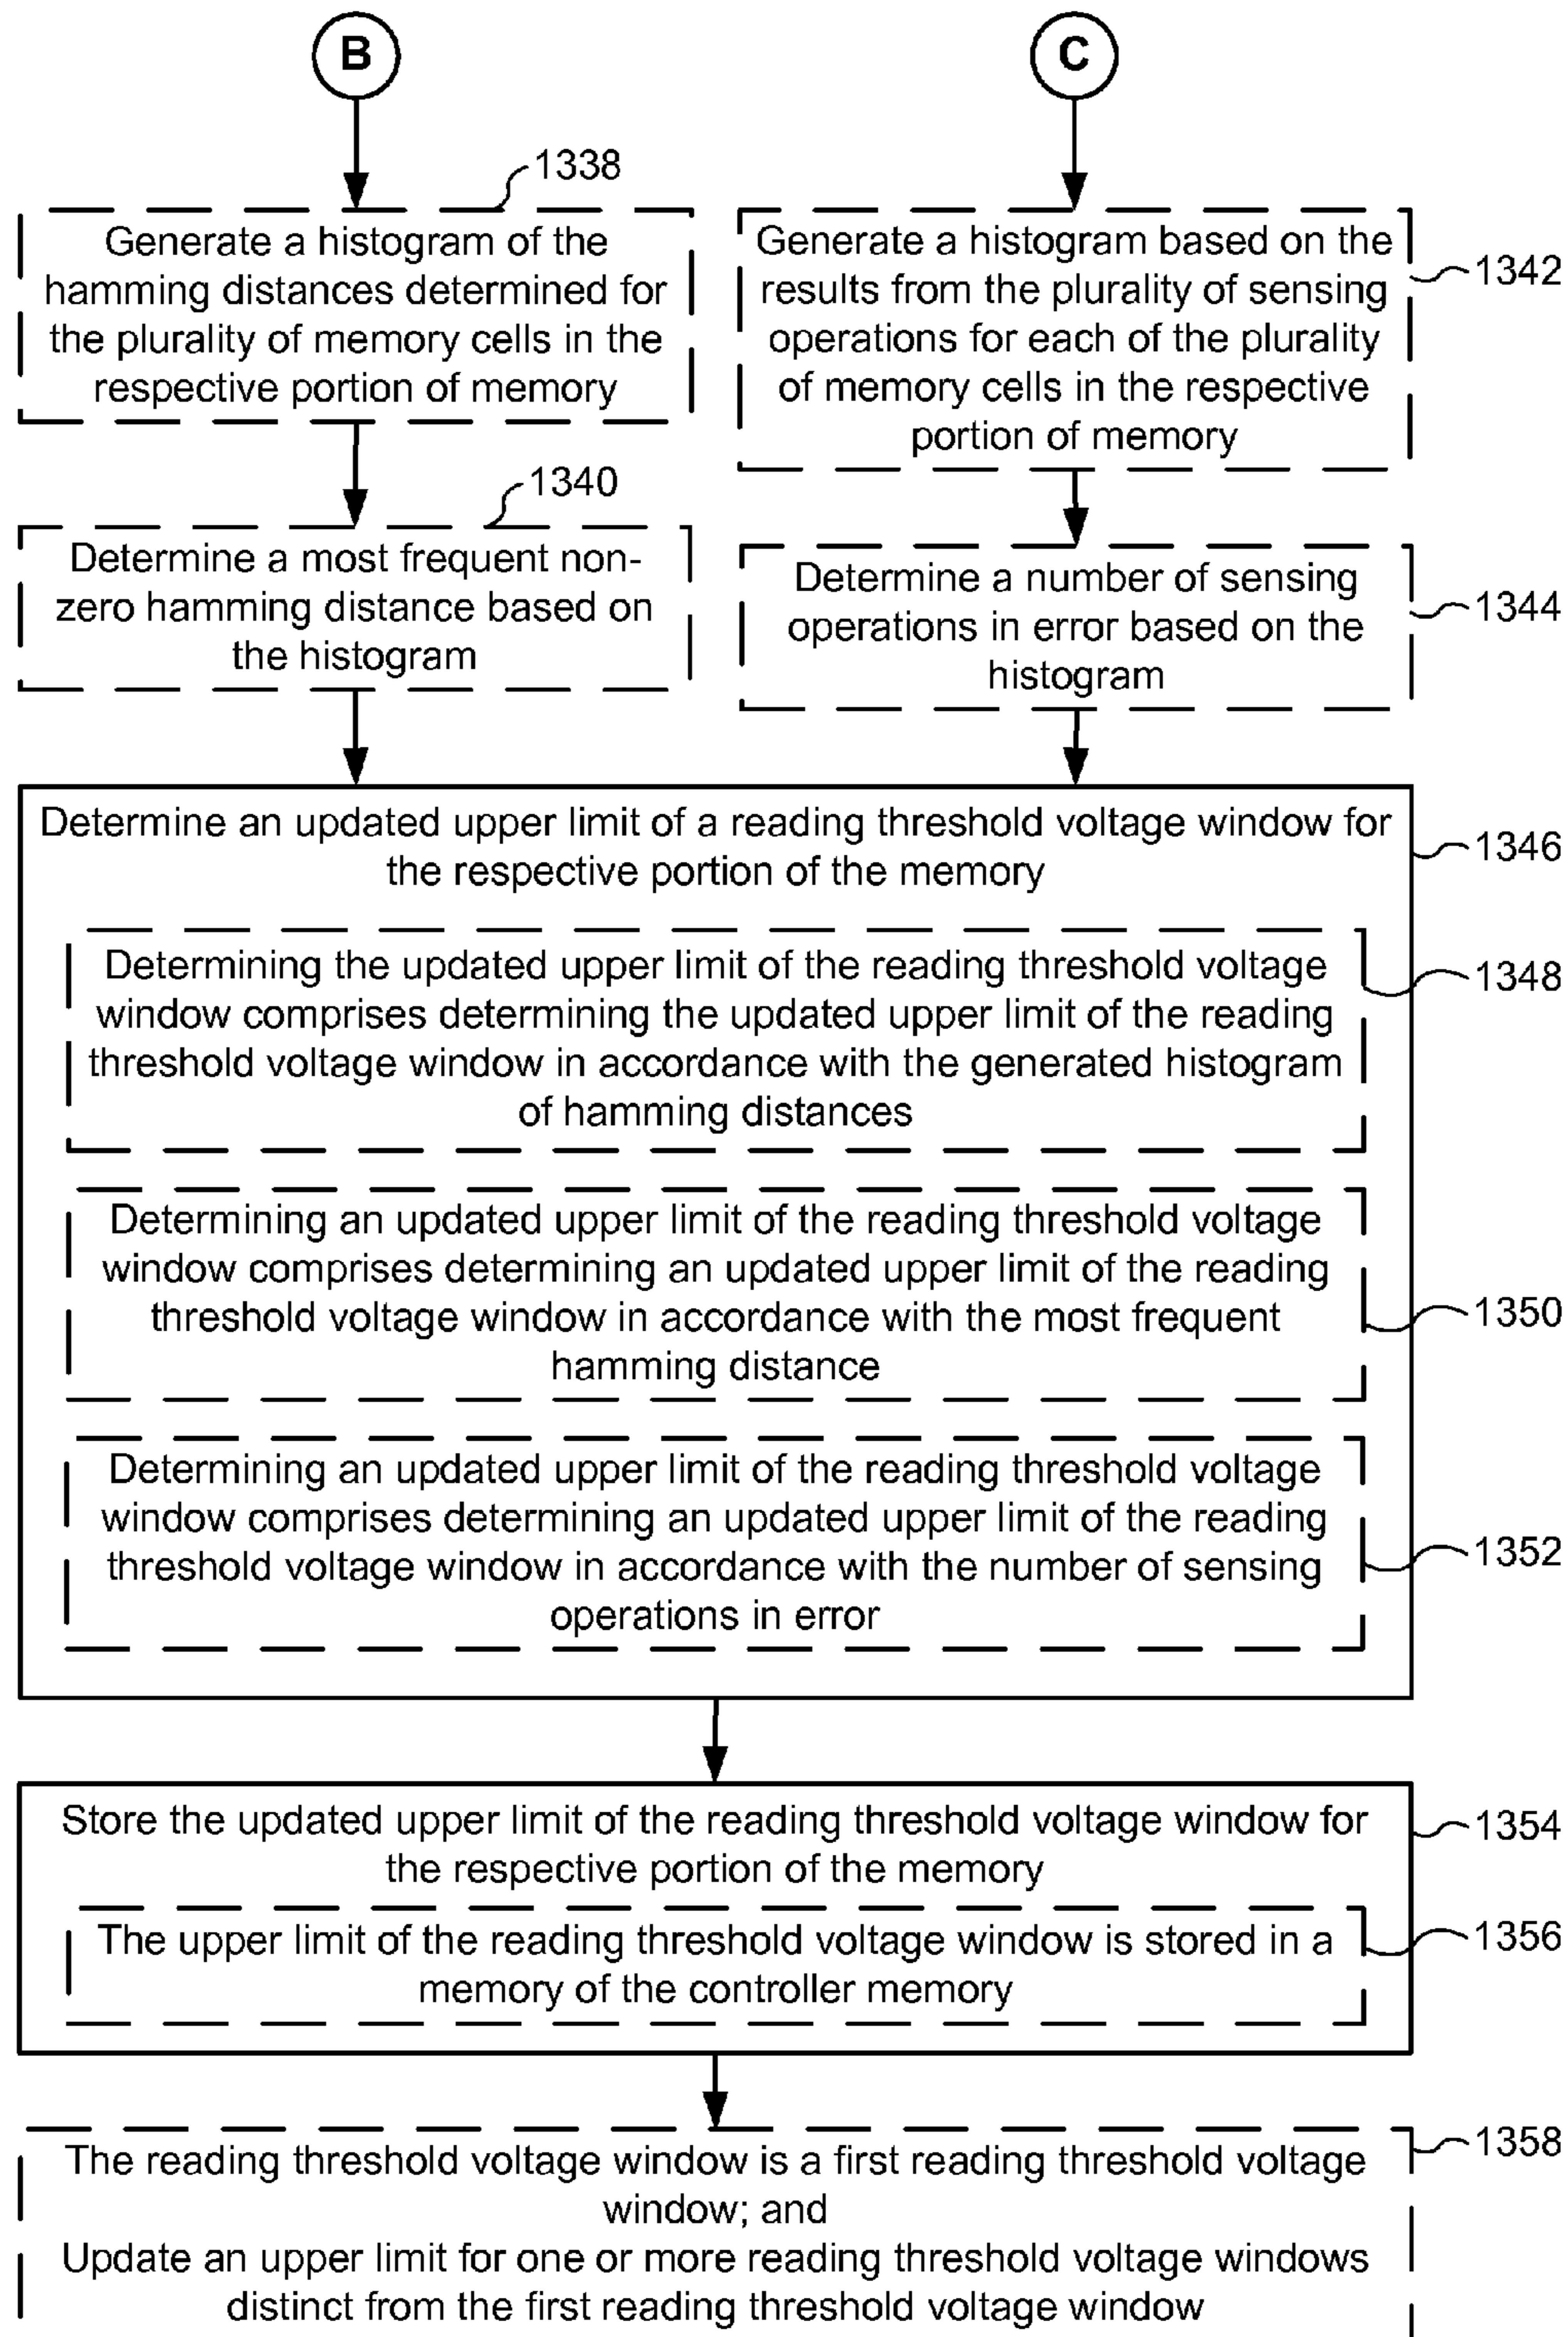 B
C
1338
Generate a histogram of the
hamming distances determined for
the plurality of memory cells in the
respective portion of memory
Generate a histogram based on the
results from the plurality of sensing
operations for each of the plurality
of memory cells in the respective
portion of memory
1342
1340
Determine a most frequent non-
zero hamming distance based on
the histogram
Determine a number of sensing
operations in error based on the
histogram
1344
Determine an updated upper limit of a reading threshold voltage window for
the respective portion of the memory
1346
Determining the updated upper limit of the reading threshold voltage
window comprises determining the updated upper limit of the reading
threshold voltage window in accordance with the generated histogram
of hamming distances
1348
Determining an updated upper limit of the reading threshold voltage
window comprises determining an updated upper limit of the reading
threshold voltage window in accordance with the most frequent
hamming distance
1350
Determining an updated upper limit of the reading threshold voltage
window comprises determining an updated upper limit of the reading
threshold voltage window in accordance with the number of sensing
operations in error
1352
Store the updated upper limit of the reading threshold voltage window for
the respective portion of the memory
1354
The upper limit of the reading threshold voltage window is stored in a
memory of the controller memory
1356
The reading threshold voltage window is a first reading threshold voltage
window; and
Update an upper limit for one or more reading threshold voltage windows
distinct from the first reading threshold voltage window
1358